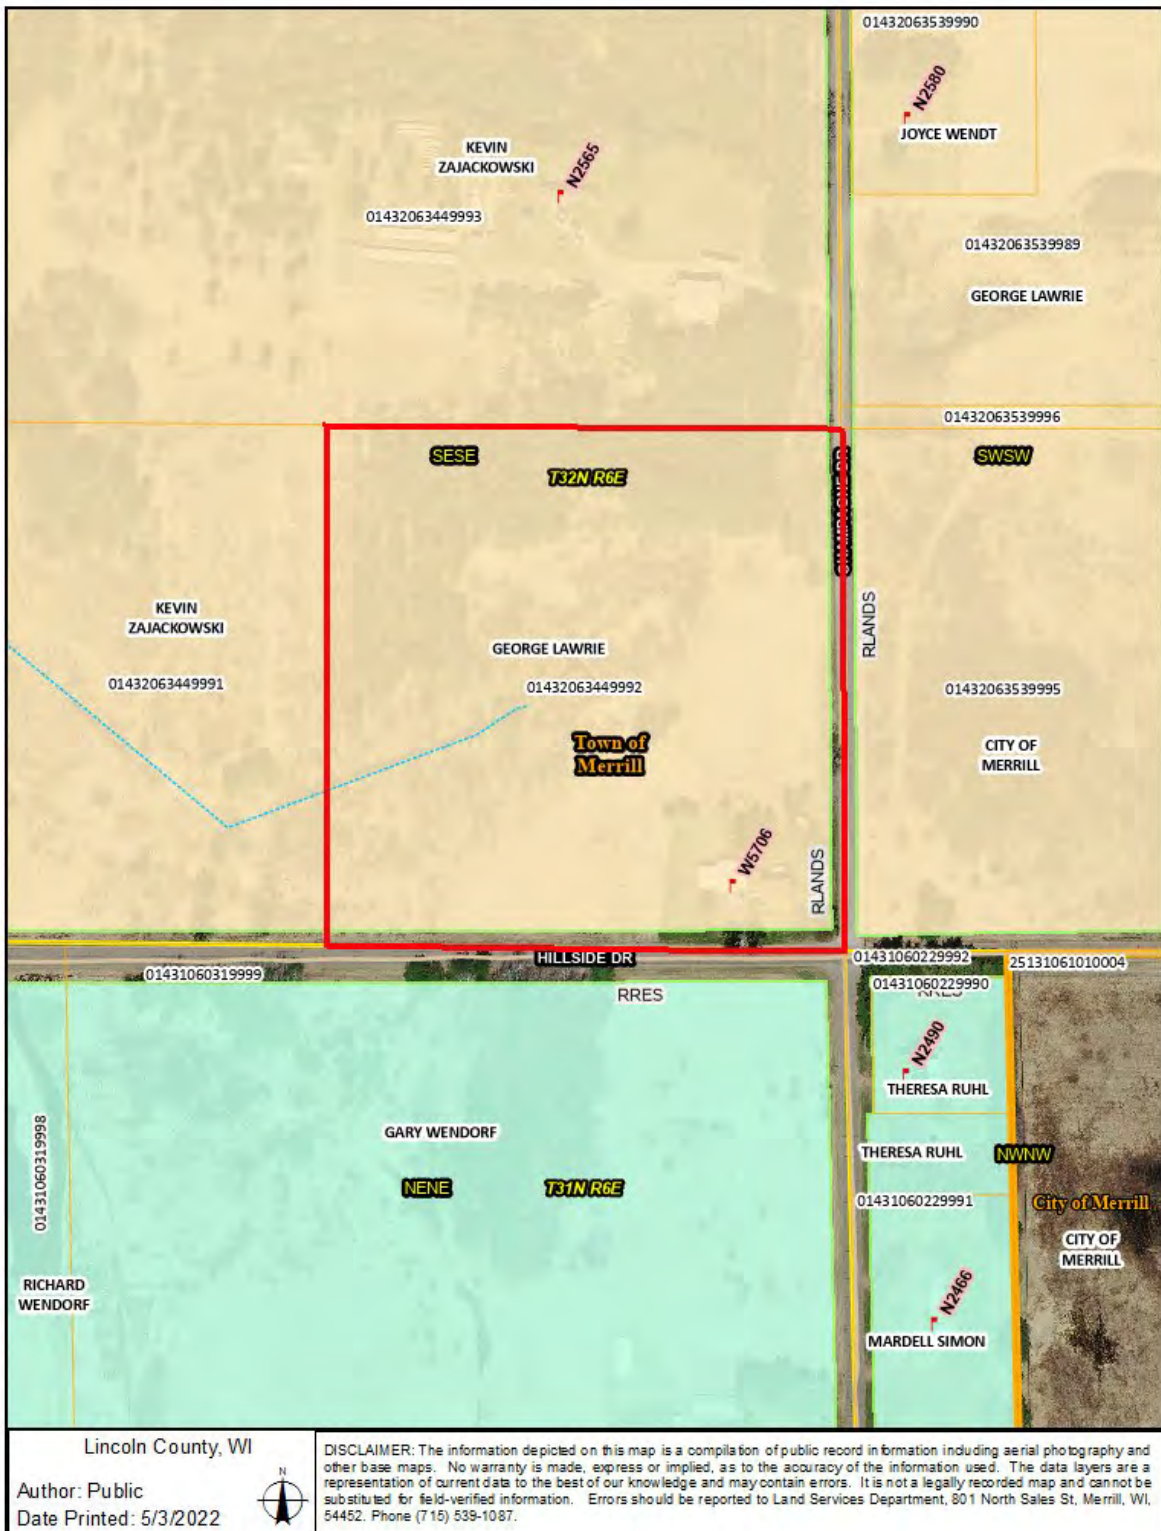 01432063539990
N2580
JOYCE WENDT
KEVIN
ZAJACKOWSKI
N2565
01432063449993
01432063539989
GEORGE LAWRIE
01432063539996
SESE
T32N R6E
SWSW
CHAMPAGNE DR
KEVIN
ZAJACKOWSKI
01432063449991
GEORGE LAWRIE
01432063449992
RLANDS
01432063539995
Town of
Merrill
CITY OF
MERRILL
W5706
RLANDS
HILLSIDE DR
01431060319999
01431060229992
25131061010004
01431060229990
RRES
RRES
N2490
THERESA RUHL
01431060319998
GARY WENDORF
THERESA RUHL
NWNW
NENE
T31N R6E
01431060229991
City of Merrill
CITY OF
MERRILL
RICHARD
WENDORF
N2466
MARDELL SIMON
Lincoln County, WI
Author: Public
Date Printed: 5/3/2022
N
DISCLAIMER: The information depicted on this map is a compilation of public record information including aerial photography and
other base maps. No warranty is made, express or implied, as to the accuracy of the information used. The data layers are a
representation of current data to the best of our knowledge and may contain errors. It is not a legally recorded map and cannot be
substituted for field-verified information. Errors should be reported to Land Services Department, 801 North Sales St, Merrill, WI,
54452. Phone (715) 539-1087.